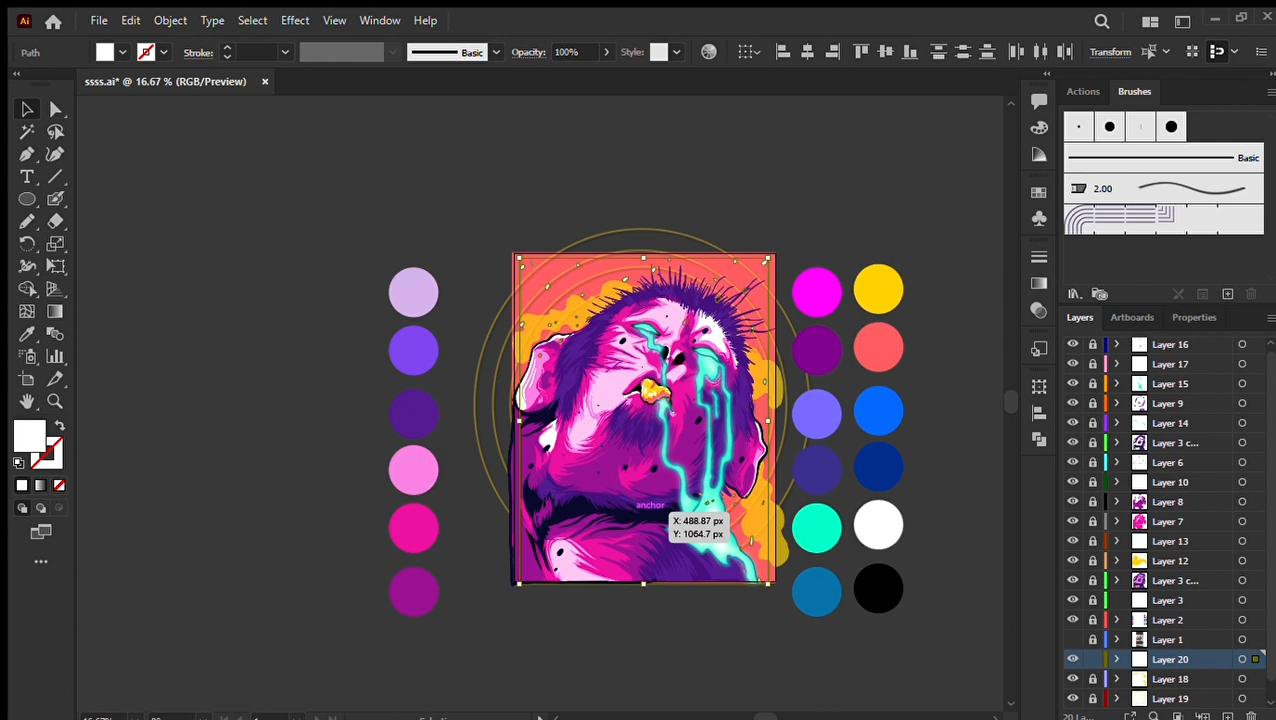 Ai File Edit Object Type Select Effect View Window Help
Path Stroke: Basic Opacity: 100% Style: Transform
ssss.ai* @ 16.67 % (RGB/Preview) ×
Actions Brushes
Basic
2.00
Layers Artboards Properties
Layer 16
Layer 17
Layer 15
Layer 9
Layer 14
Layer 3 c...
Layer 6
Layer 10
Layer 8
Layer 7
Layer 13
Layer 12
Layer 3 c...
Layer 3
Layer 2
Layer 1
Layer 20
Layer 18
Layer 19
anchor
X: 488.87 px
Y: 1064.7 px